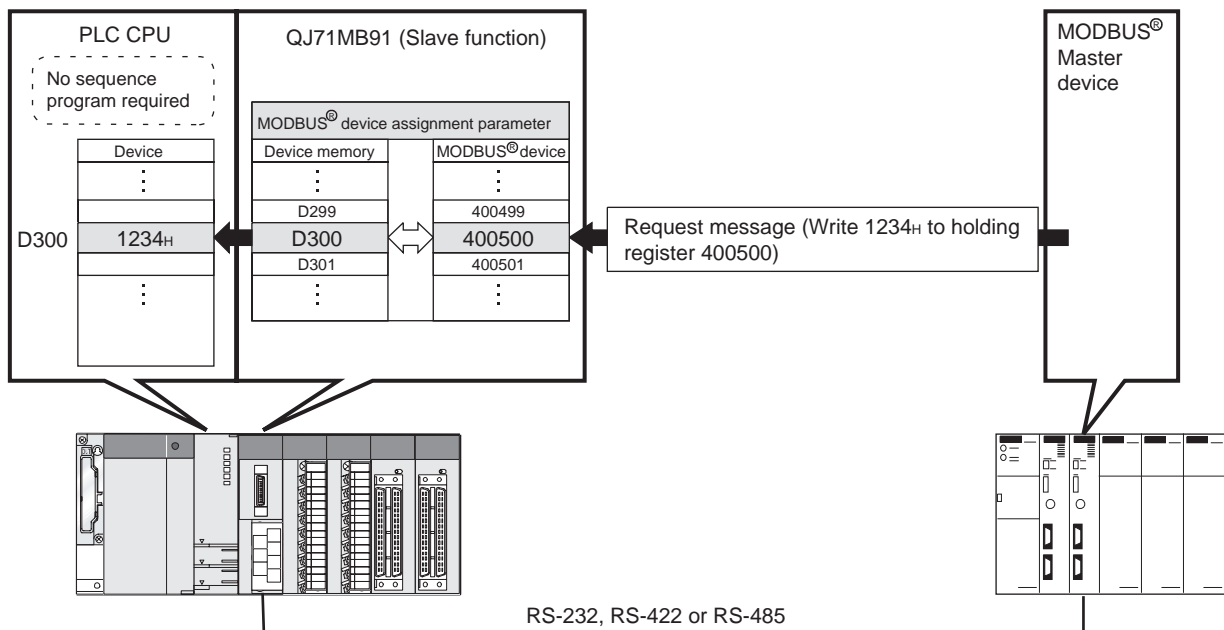 PLC CPU
No sequence
program required
Device
⋮
D300
1234H
⋮
QJ71MB91 (Slave function)
MODBUS® device assignment parameter
Device memory MODBUS® device
⋮ ⋮
D299 400499
D300 400500
D301 400501
⋮ ⋮
Request message (Write 1234H to holding
register 400500)
MODBUS®
Master
device
RS-232, RS-422 or RS-485